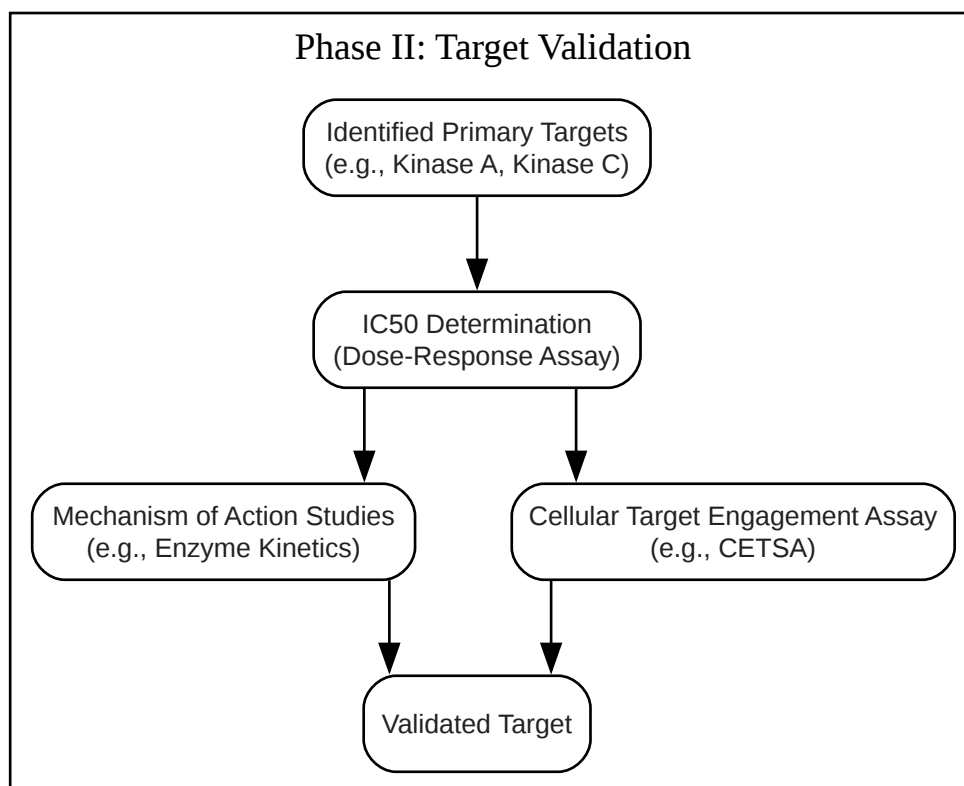 Phase II: Target Validation
Identified Primary Targets
(e.g., Kinase A, Kinase C)
IC50 Determination
(Dose-Response Assay)
Mechanism of Action Studies
(e.g., Enzyme Kinetics)
Cellular Target Engagement Assay
(e.g., CETSA)
Validated Target